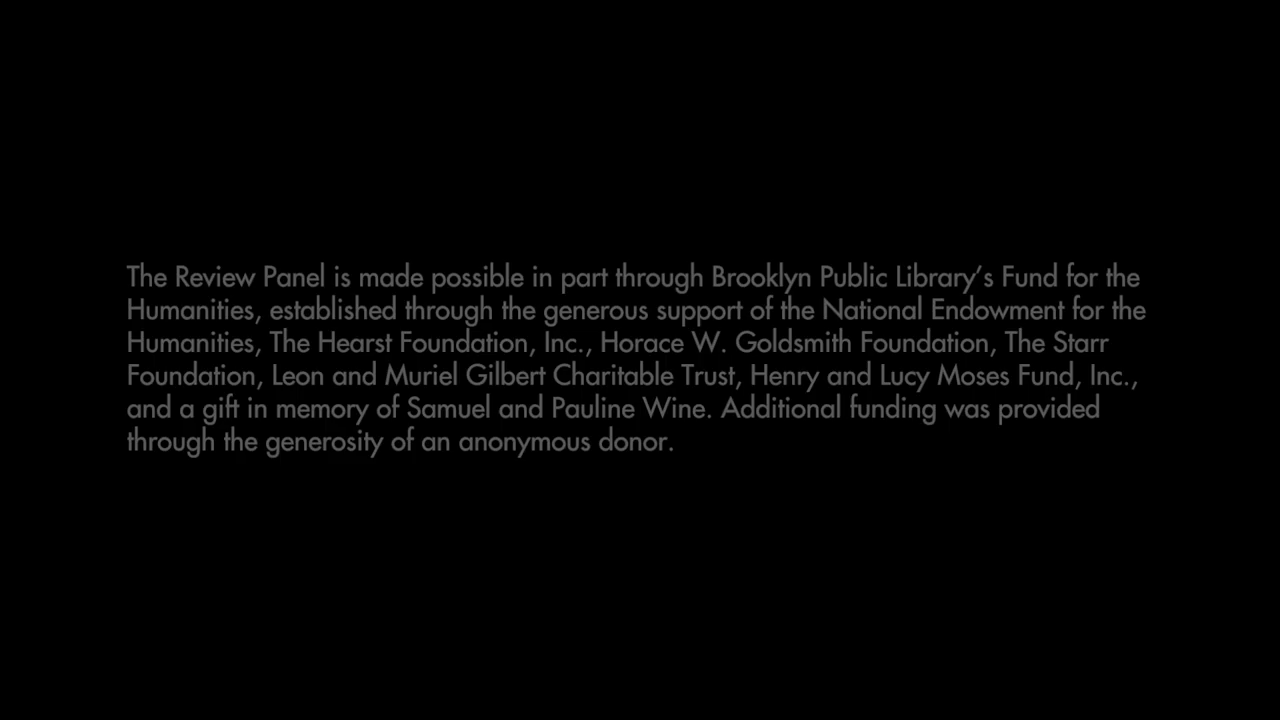 The Review Panel is made possible in part through Brooklyn Public Library’s Fund for the
Humanities, established through the generous support of the National Endowment for the
Humanities, The Hearst Foundation, Inc., Horace W. Goldsmith Foundation, The Starr
Foundation, Leon and Muriel Gilbert Charitable Trust, Henry and Lucy Moses Fund, Inc.,
and a gift in memory of Samuel and Pauline Wine. Additional funding was provided
through the generosity of an anonymous donor.